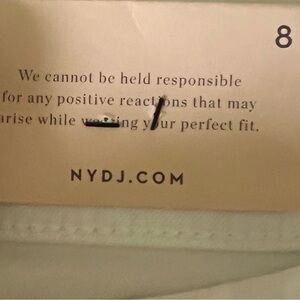 8
We cannot be held responsible
for any positive reactions that may
arise while wearing your perfect fit.
NYDJ.COM